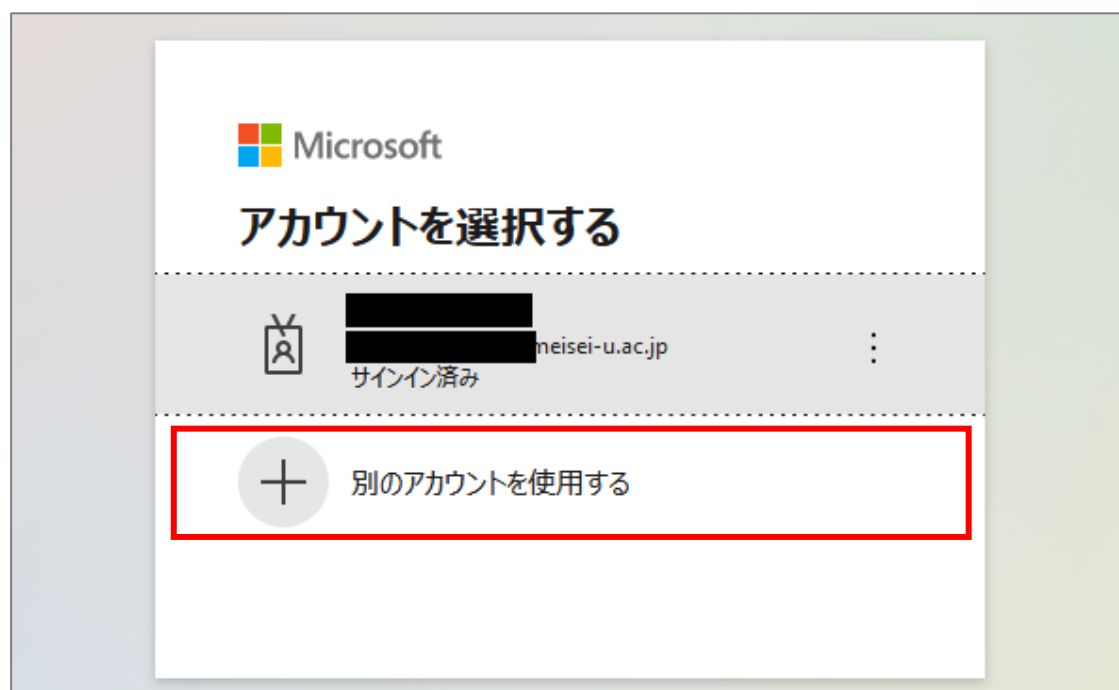 Microsoft
アカウントを選択する
meisei-u.ac.jp
サインイン済み
別のアカウントを使用する